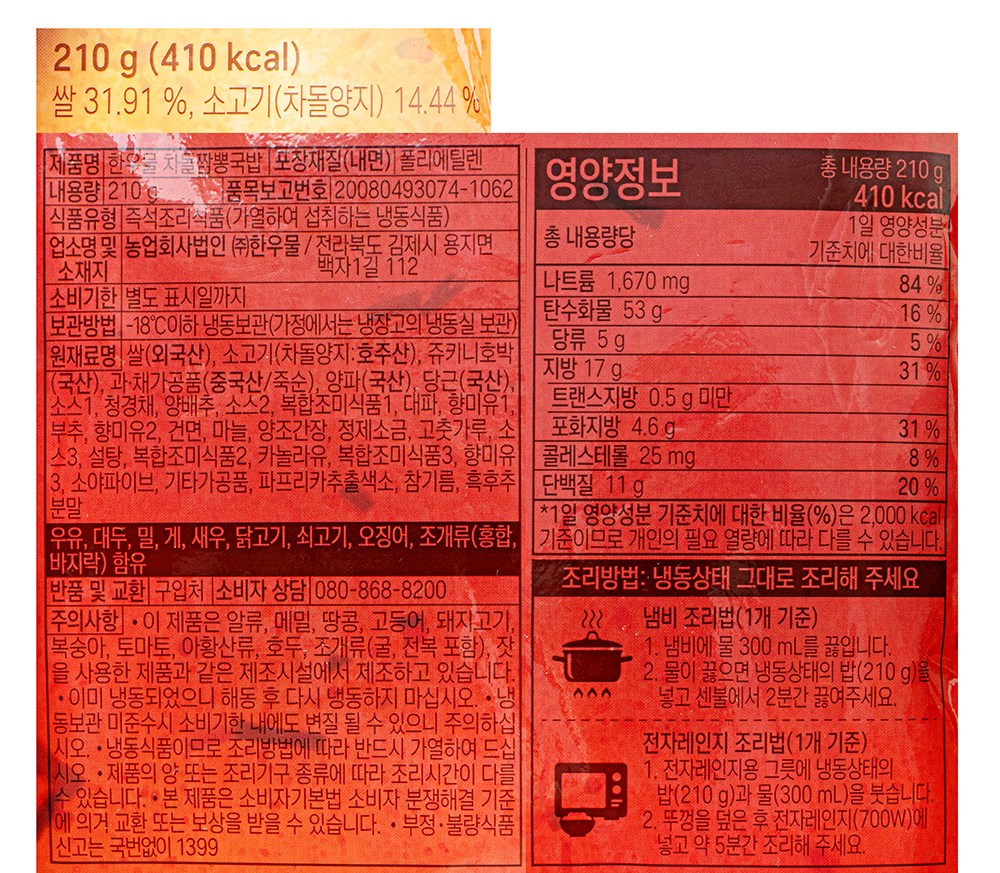 210 g (410 kcal)
쌀 31.91 %, 소고기(차돌양지) 14.44 %
제품명 한우물 차돌짬뽕국밥 포장재질(내면) 폴리에틸렌
내용량 210 g 품목보고번호 20080493074-1062
식품유형 즉석조리식품(가열하여 섭취하는 냉동식품)
업소명 및 소재지 농업회사법인 ㈜한우물 / 전라북도 김제시 용지면
백자1길 112
소비기한 별도 표시일까지
보관방법 -18℃이하 냉동보관(가정에서는 냉장고의 냉동실 보관)
원재료명 쌀(외국산), 소고기(차돌양지:호주산), 쥬키니호박
(국산), 과·채가공품(중국산/죽순), 양파(국산), 당근(국산),
소스1, 청경채, 양배추, 소스2, 복합조미식품1, 대파, 향미유1,
부추, 향미유2, 건면, 마늘, 양조간장, 정제소금, 고춧가루, 소
스3, 설탕, 복합조미식품2, 카놀라유, 복합조미식품3, 향미유
3, 소야파이브, 기타가공품, 파프리카추출색소, 참기름, 흑후추
분말
우유, 대두, 밀, 게, 새우, 닭고기, 쇠고기, 오징어, 조개류(홍합,
바지락) 함유
반품 및 교환 구입처 소비자 상담 080-868-8200
주의사항 • 이 제품은 알류, 메밀, 땅콩, 고등어, 돼지고기,
복숭아, 토마토, 아황산류, 호두, 조개류(굴, 전복 포함), 잣
을 사용한 제품과 같은 제조시설에서 제조하고 있습니다.
• 이미 냉동되었으니 해동 후 다시 냉동하지 마십시오. • 냉
동보관 미준수시 소비기한 내에도 변질 될 수 있으니 주의하십
시오. • 냉동식품이므로 조리방법에 따라 반드시 가열하여 드십
시오. • 제품의 양 또는 조리기구 종류에 따라 조리시간이 다를
수 있습니다. • 본 제품은 소비자기본법 소비자 분쟁해결 기준
에 의거 교환 또는 보상을 받을 수 있습니다. • 부정·불량식품
신고는 국번없이 1399
영양정보 총 내용량 210 g
410 kcal
총 내용량당 1일 영양성분
기준치에 대한비율
나트륨 1,670 mg 84 %
탄수화물 53 g 16 %
당류 5 g 5 %
지방 17 g 31 %
트랜스지방 0.5 g 미만
포화지방 4.6 g 31 %
콜레스테롤 25 mg 8 %
단백질 11 g 20 %
*1일 영양성분 기준치에 대한 비율(%)은 2,000 kcal
기준이므로 개인의 필요 열량에 따라 다를 수 있습니다.
조리방법: 냉동상태 그대로 조리해 주세요
냄비 조리법(1개 기준)
1. 냄비에 물 300 mL를 끓입니다.
2. 물이 끓으면 냉동상태의 밥(210 g)을
넣고 센불에서 2분간 끓여주세요.
전자레인지 조리법(1개 기준)
1. 전자레인지용 그릇에 냉동상태의
밥(210 g)과 물(300 mL)을 붓습니다.
2. 뚜껑을 덮은 후 전자레인지(700W)에
넣고 약 5분간 조리해 주세요.